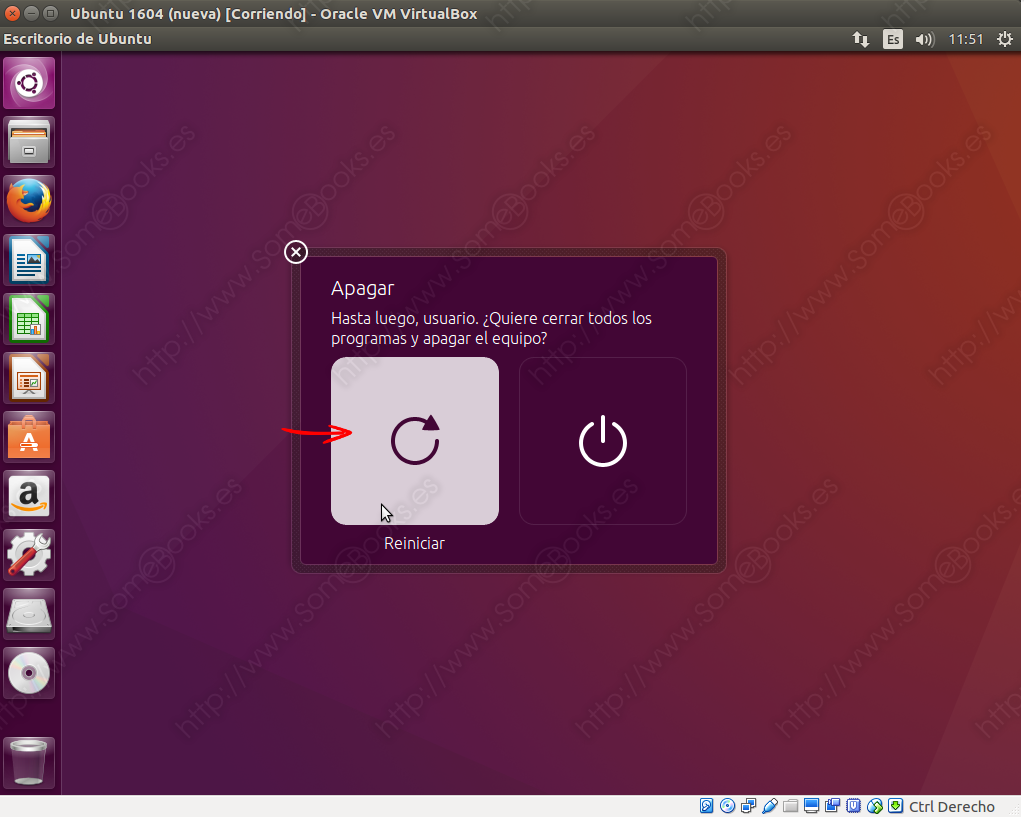 Ubuntu 1604 (nueva) [Corriendo] - Oracle VM VirtualBox
Escritorio de Ubuntu
Es
11:51
Apagar
Hasta luego, usuario. ¿Quiere cerrar todos los
programas y apagar el equipo?
Reiniciar
Ctrl Derecho
http://www.SomeBooks.es